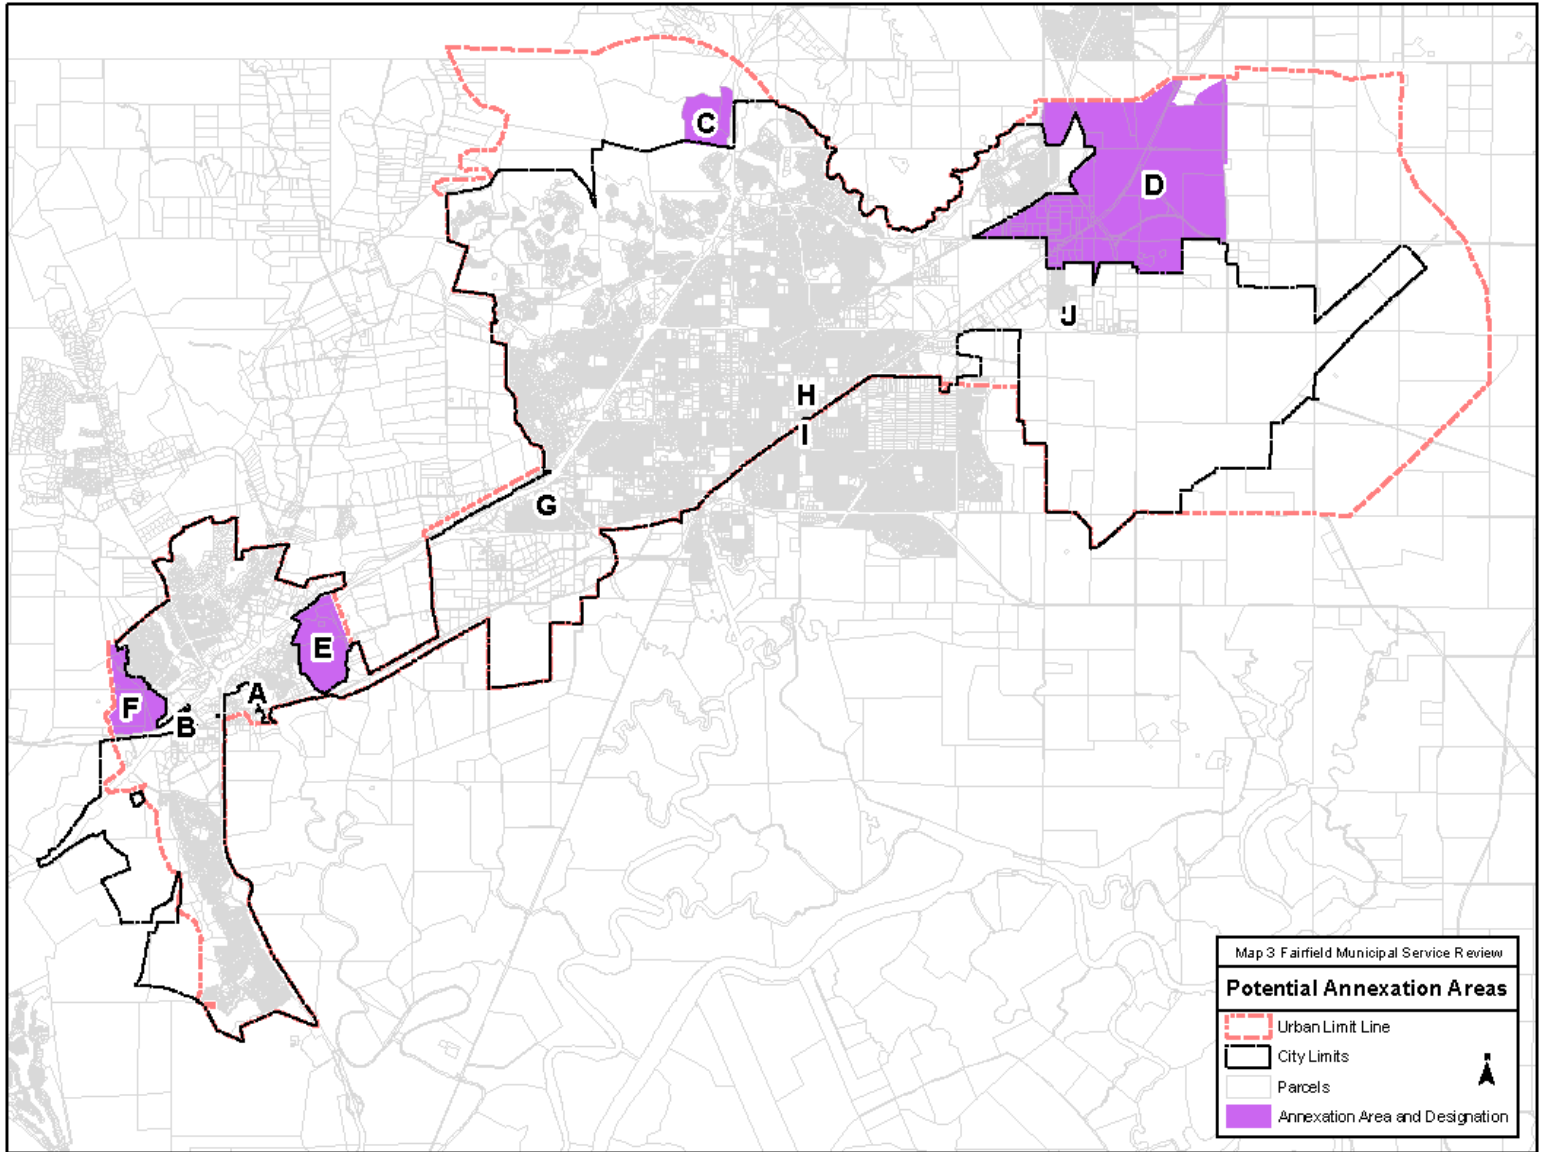 C
D
J
H
I
G
E
A
F
B
Map 3 Fairfield Municipal Service Review
Potential Annexation Areas
Urban Limit Line
City Limits
Parcels
Annexation Area and Designation